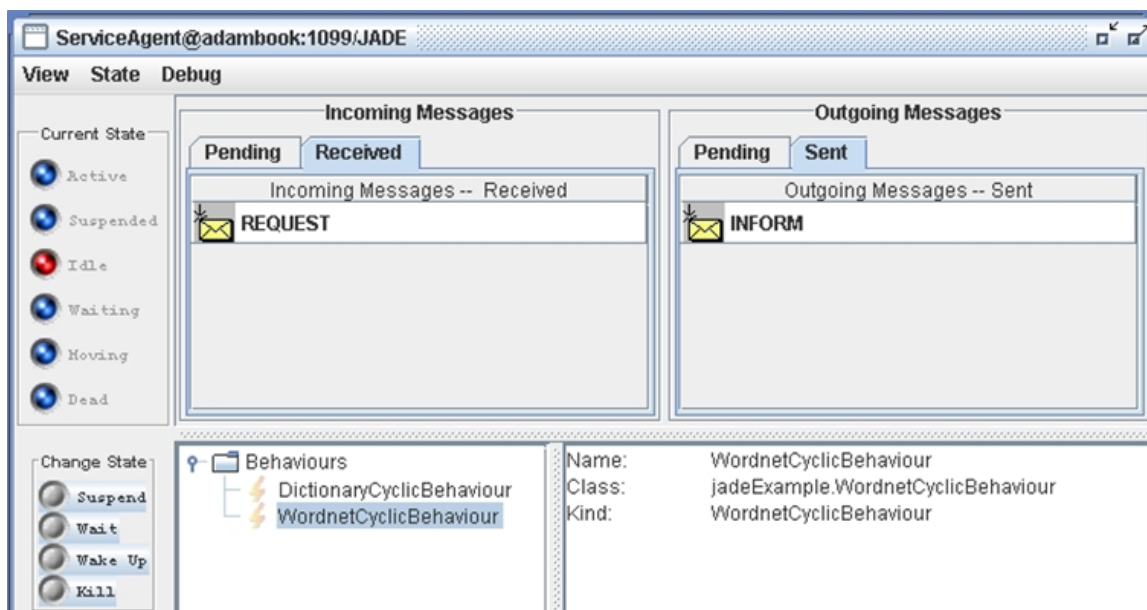 ServiceAgent@adambook:1099/JADE
View State Debug
Current State
Active
Suspended
Idle
Waiting
Moving
Dead
Incoming Messages
Pending Received
Incoming Messages -- Received
REQUEST
Outgoing Messages
Pending Sent
Outgoing Messages -- Sent
INFORM
Change State
Suspend
Wait
Wake Up
Kill
Behaviours
DictionaryCyclicBehaviour
WordnetCyclicBehaviour
Name: WordnetCyclicBehaviour
Class: jadeExample.WordnetCyclicBehaviour
Kind: WordnetCyclicBehaviour